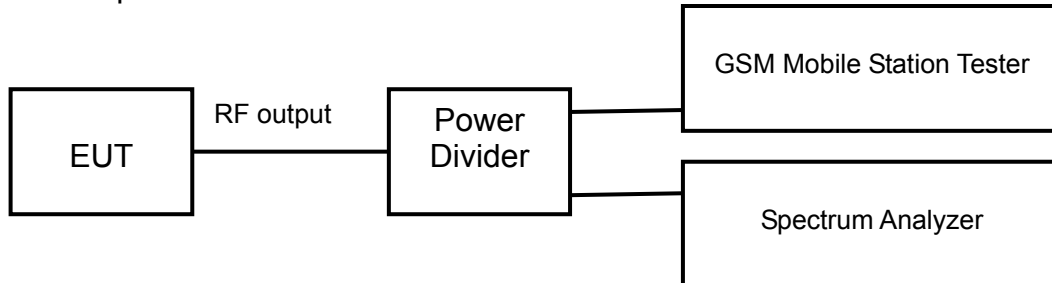 EUT
RF output
Power
Divider
GSM Mobile Station Tester
Spectrum Analyzer